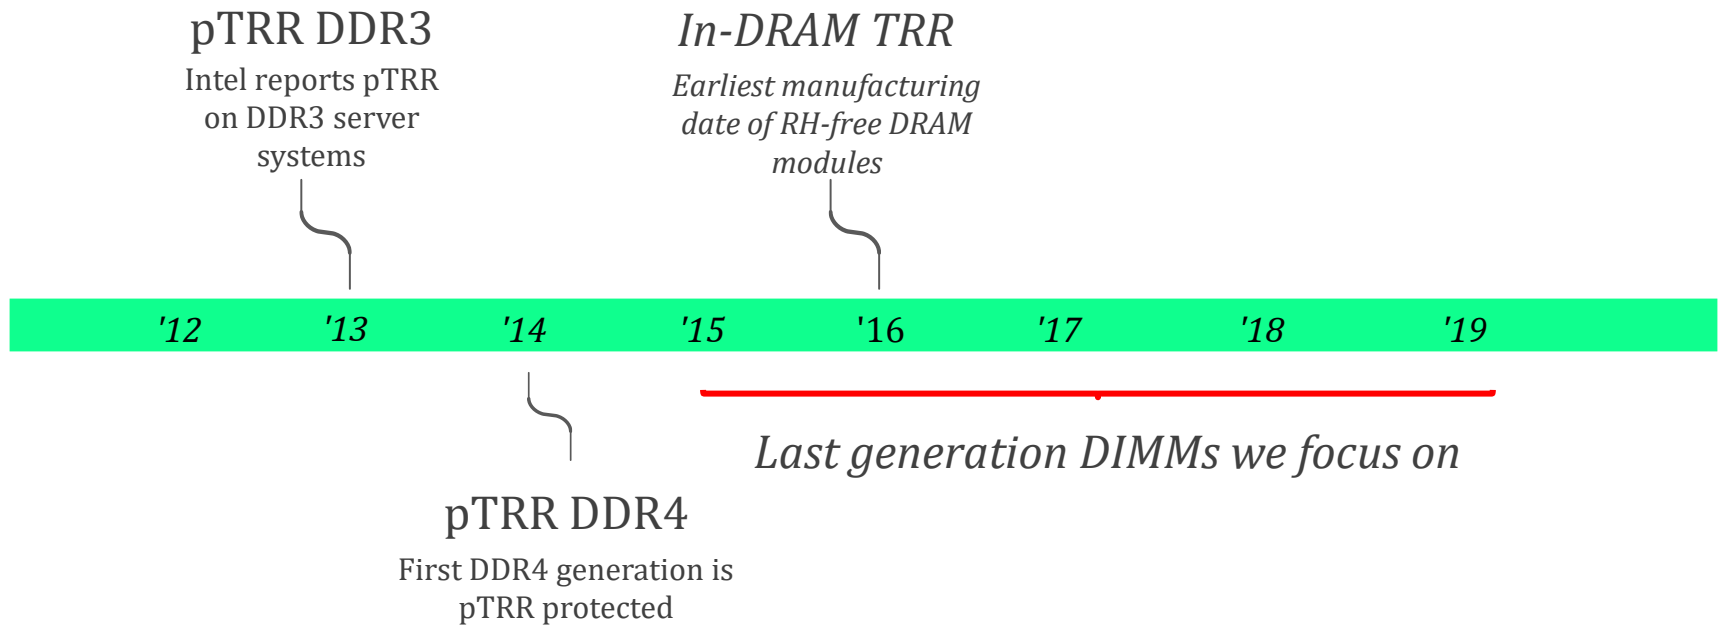 pTRR DDR3
Intel reports pTRR
on DDR3 server
systems
In-DRAM TRR
Earliest manufacturing
date of RH-free DRAM
modules
'12 '13 '14 '15 '16 '17 '18 '19
Last generation DIMMs we focus on
pTRR DDR4
First DDR4 generation is
pTRR protected